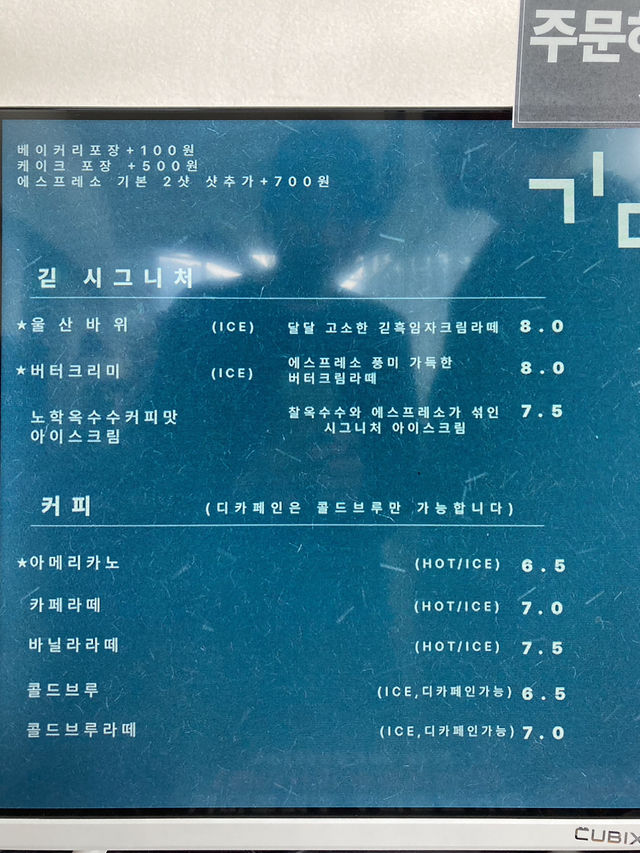 주문하
베이커리포장+100원
케이크 포장 +500원
에스프레소 기본 2샷 샷추가+700원
긷 시그니처
★울산바위 (ICE) 달달 고소한 긷흑임자크림라떼 8.0
★버터크리미 (ICE) 에스프레소 풍미 가득한 버터크림라떼 8.0
노학옥수수커피맛 찰옥수수와 에스프레소가 섞인 7.5
아이스크림 시그니처 아이스크림
커피 (디카페인은 콜드브루만 가능합니다)
★아메리카노 (HOT/ICE) 6.5
카페라떼 (HOT/ICE) 7.0
바닐라라떼 (HOT/ICE) 7.5
콜드브루 (ICE,디카페인가능) 6.5
콜드브루라떼 (ICE,디카페인가능) 7.0
CUBIX